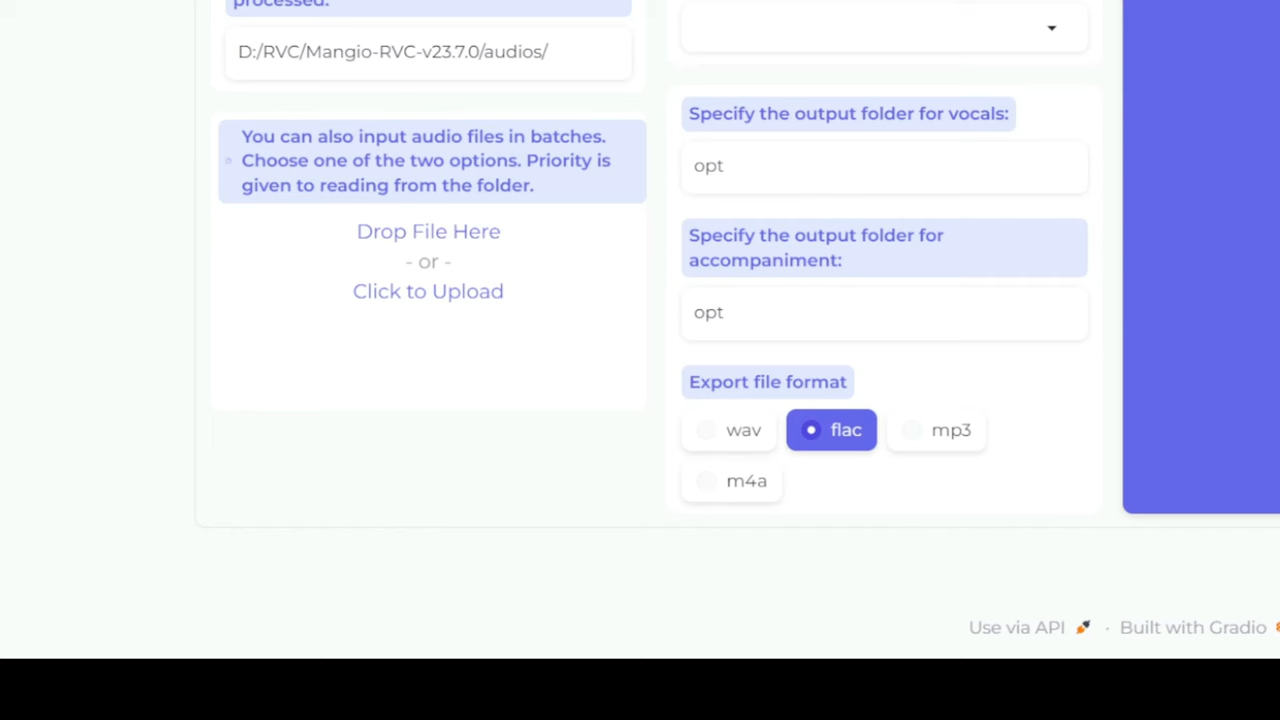 processed.
D:/RVC/Mangio-RVC-v23.7.0/audios/
You can also input audio files in batches.
Choose one of the two options. Priority is
given to reading from the folder.
Drop File Here
- or -
Click to Upload
Specify the output folder for vocals:
opt
Specify the output folder for
accompaniment:
opt
Export file format
wav
flac
mp3
m4a
Use via API
· Built with Gradio